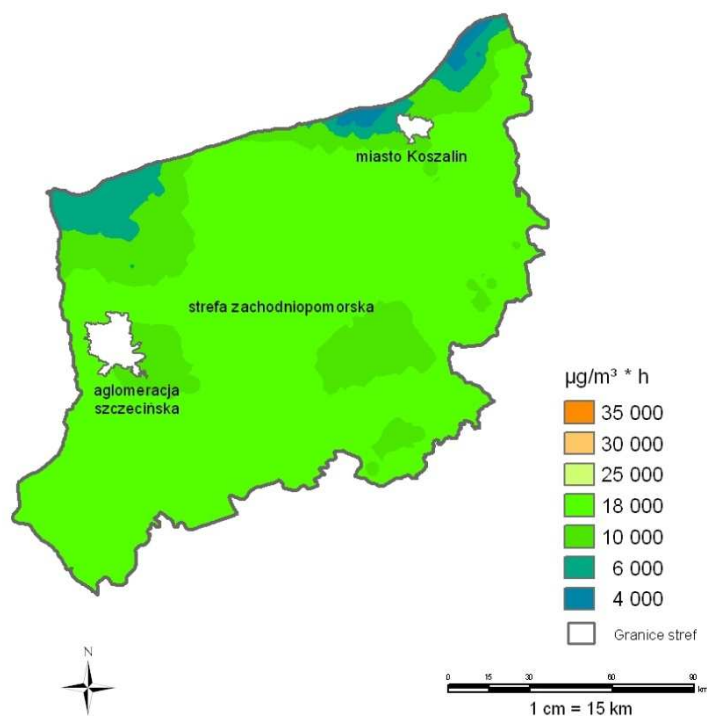 miasto Koszalin
strefa zachodniopomorska
aglomeracja
szczecińska
µg/m³ * h
35 000
30 000
25 000
18 000
10 000
6 000
4 000
Granice stref
N
0 15 30 60 90
km
1 cm = 15 km